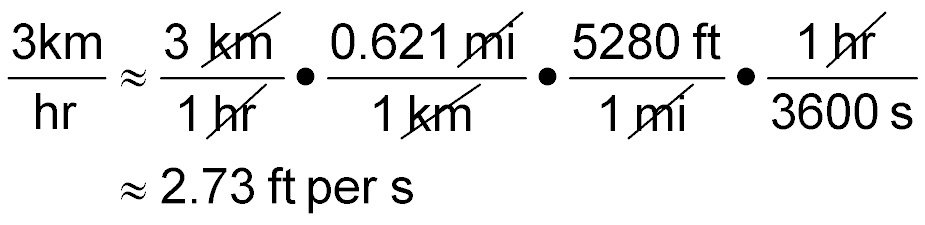 3km/hr ≈ 3 km/1 hr • 0.621 mi/1 km • 5280 ft/1 mi • 1 hr/3600 s
≈ 2.73 ft per s